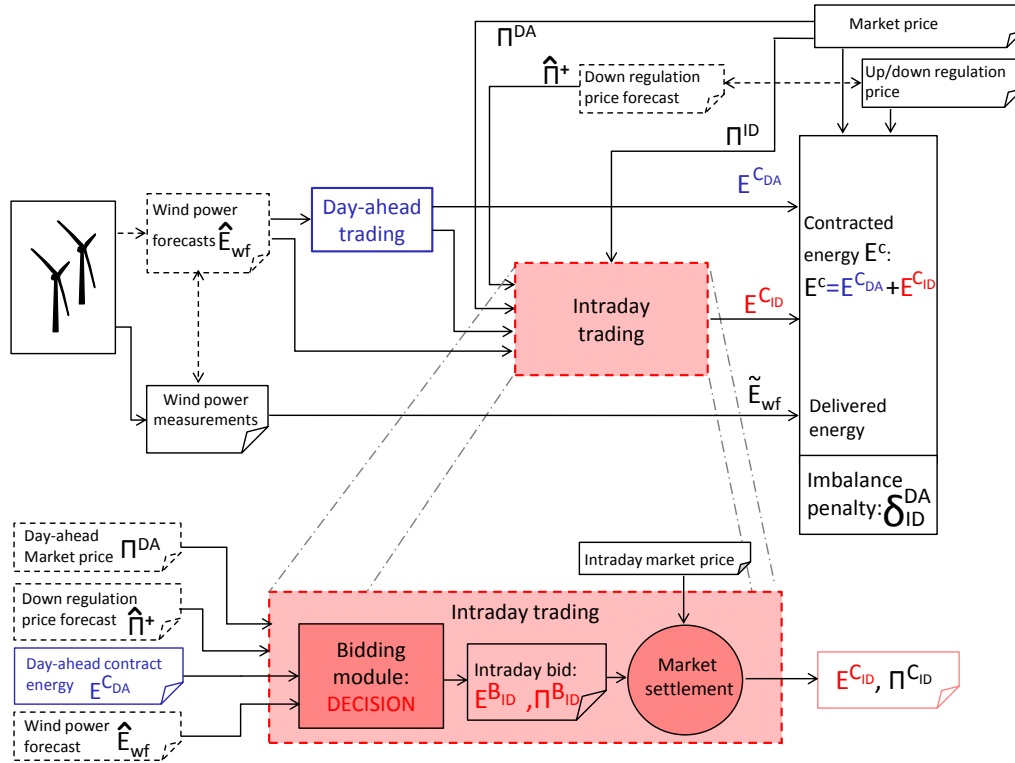 Market price
Π^DA
Π̂⁺
Down regulation
price forecast
Up/down regulation
price
Π^ID
E^C_DA
Wind power
forecasts Ê_wf
Day-ahead
trading
Contracted
energy E^c:
E^c=E^C_DA+E^C_ID
Intraday
trading
E^C_ID
Wind power
measurements
Ẽ_wf
Delivered
energy
Imbalance
penalty: δ^DA_ID
Day-ahead
Market price Π^DA
Intraday market price
Down regulation
price forecast Π̂⁺
Intraday trading
Day-ahead contract
energy E^C_DA
Bidding
module:
DECISION
Intraday bid:
E^B_ID ,Π^B_ID
Market
settlement
E^C_ID, Π^C_ID
Wind power
forecast Ê_wf